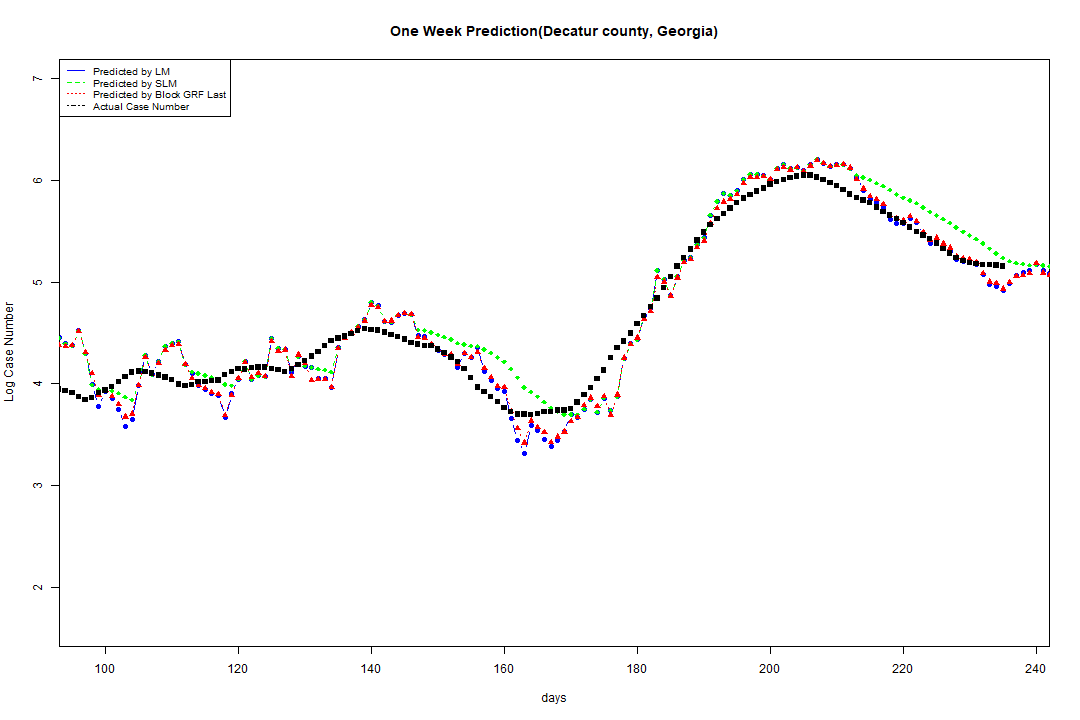 One Week Prediction(Decatur county, Georgia)
Predicted by LM
Predicted by SLM
Predicted by Block GRF Last
Actual Case Number
7
6
5
4
3
2
Log Case Number
100 120 140 160 180 200 220 240
days